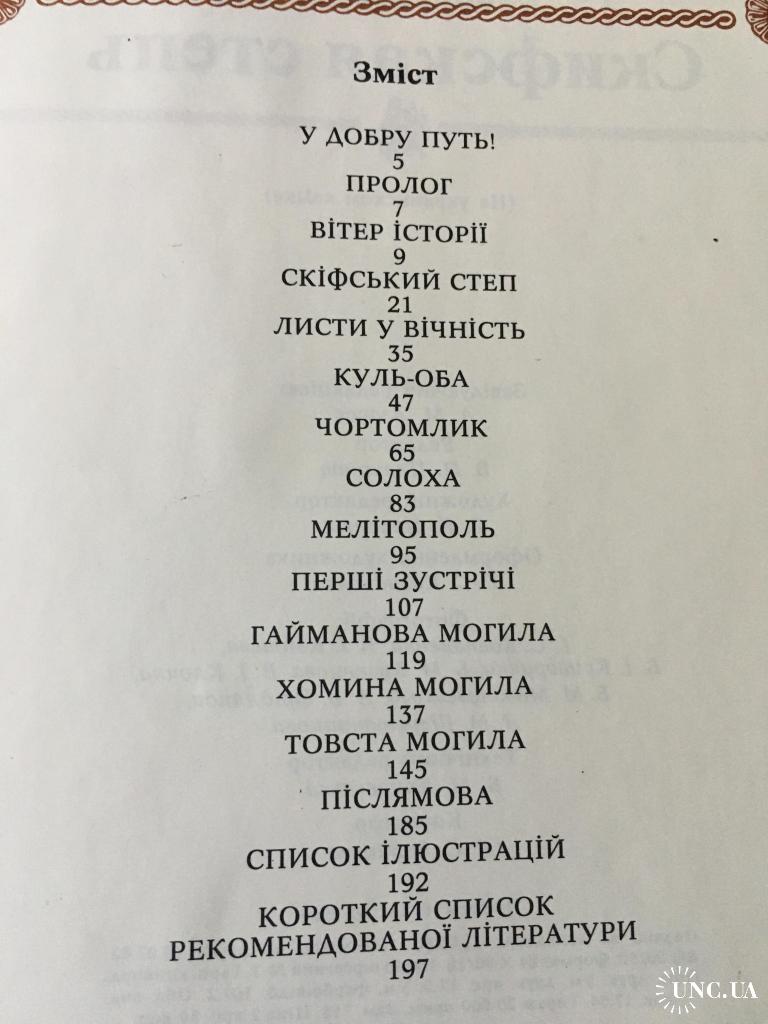 Зміст
У ДОБРУ ПУТЬ!
5
ПРОЛОГ
7
ВІТЕР ІСТОРІЇ
9
СКІФСЬКИЙ СТЕП
21
ЛИСТИ У ВІЧНІСТЬ
35
КУЛЬ-ОБА
47
ЧОРТОМЛИК
65
СОЛОХА
83
МЕЛІТОПОЛЬ
95
ПЕРШІ ЗУСТРІЧІ
107
ГАЙМАНОВА МОГИЛА
119
ХОМИНА МОГИЛА
137
ТОВСТА МОГИЛА
145
ПІСЛЯМОВА
185
СПИСОК ІЛЮСТРАЦІЙ
192
КОРОТКИЙ СПИСОК
РЕКОМЕНДОВАНОЇ ЛІТЕРАТУРИ
197
UNC.UA